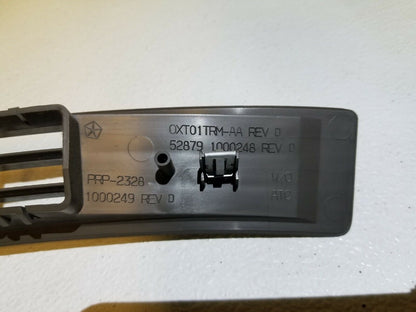 OXT01TRM-AA REV D
52879 1000248 REV D
PRP-2328
1000249 REV D